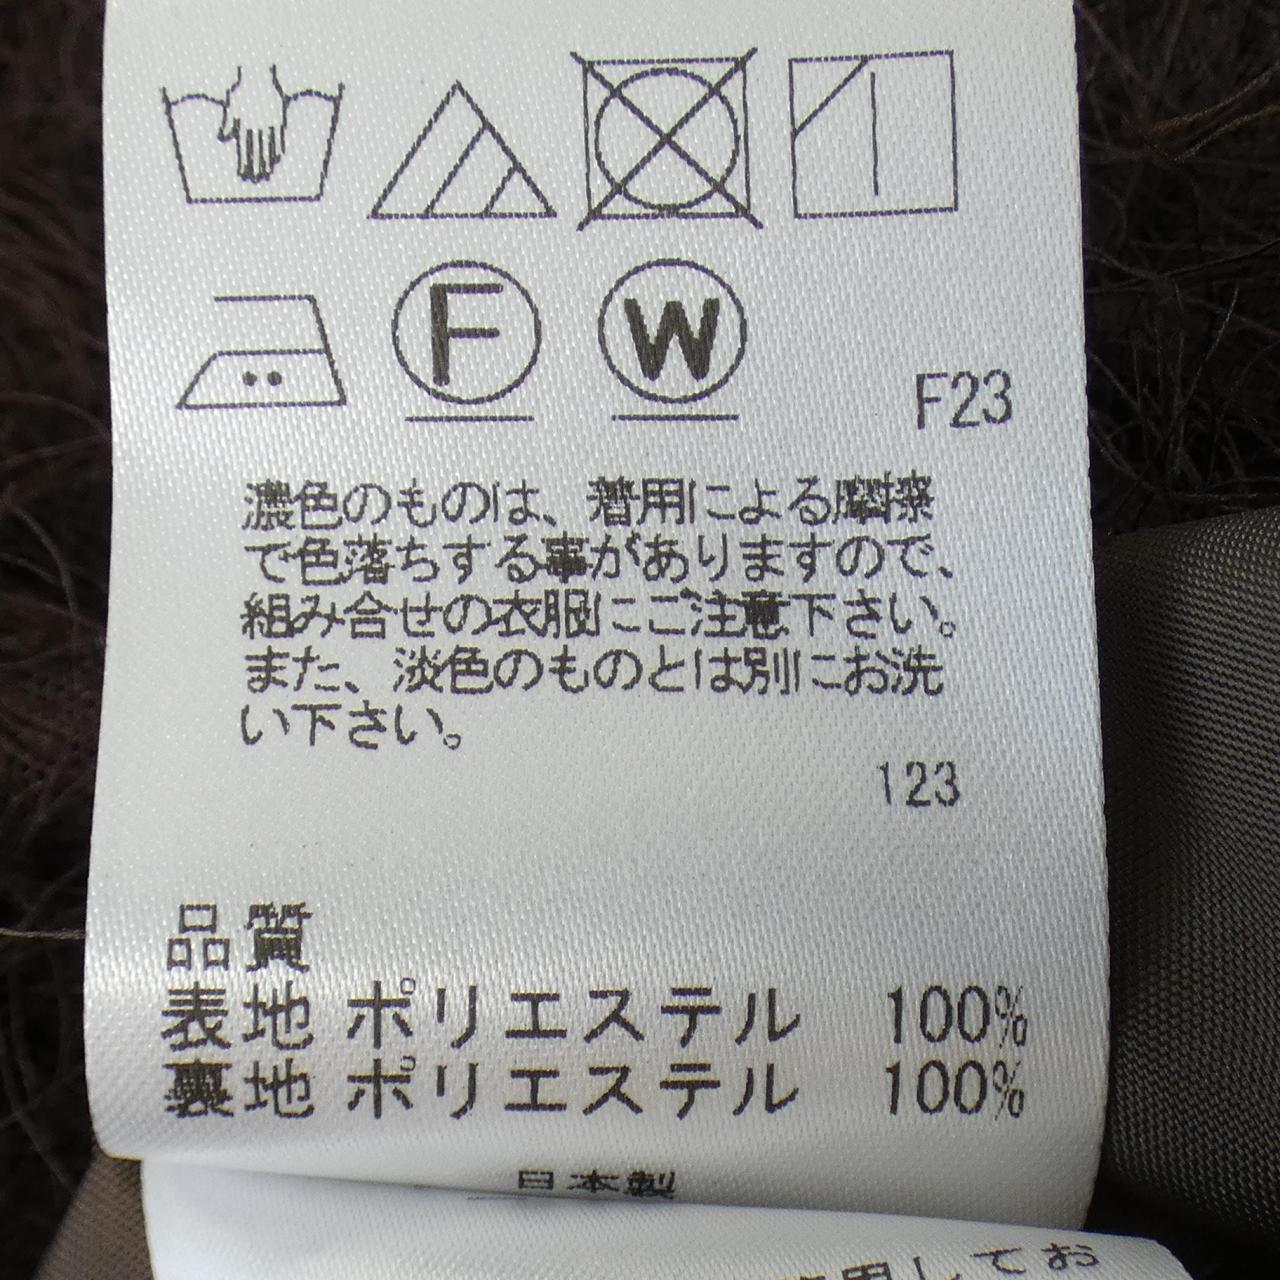 F
W
F23
濃色のものは、着用による摩擦
で色落ちする事がありますので、
組み合せの衣服にご注意下さい。
また、淡色のものとは別にお洗
い下さい。
123
品質
表地 ポリエステル 100%
裏地 ポリエステル 100%
日本製
用してお